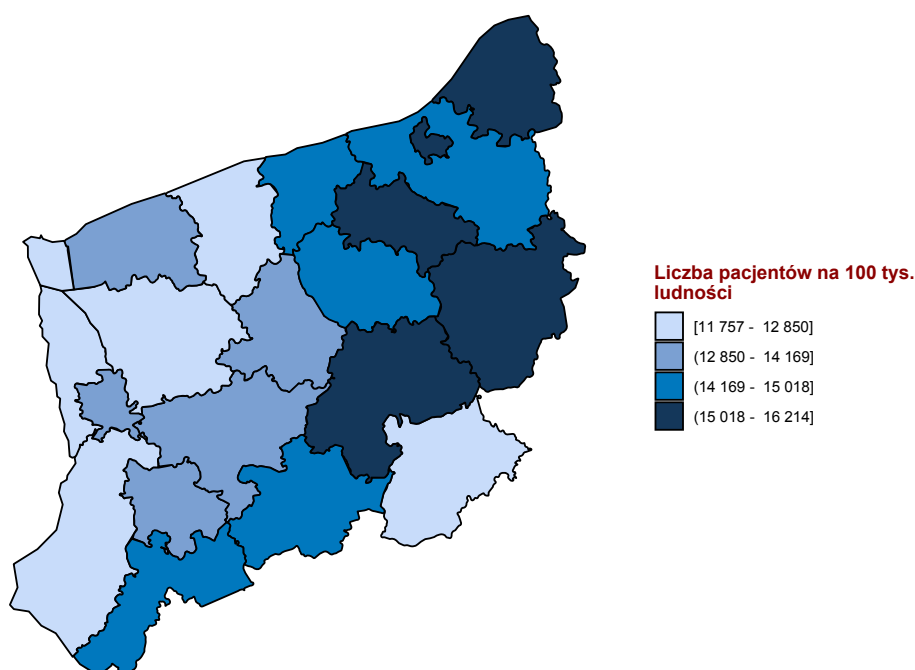 Liczba pacjentów na 100 tys.
ludności
[11 757 - 12 850]
(12 850 - 14 169]
(14 169 - 15 018]
(15 018 - 16 214]